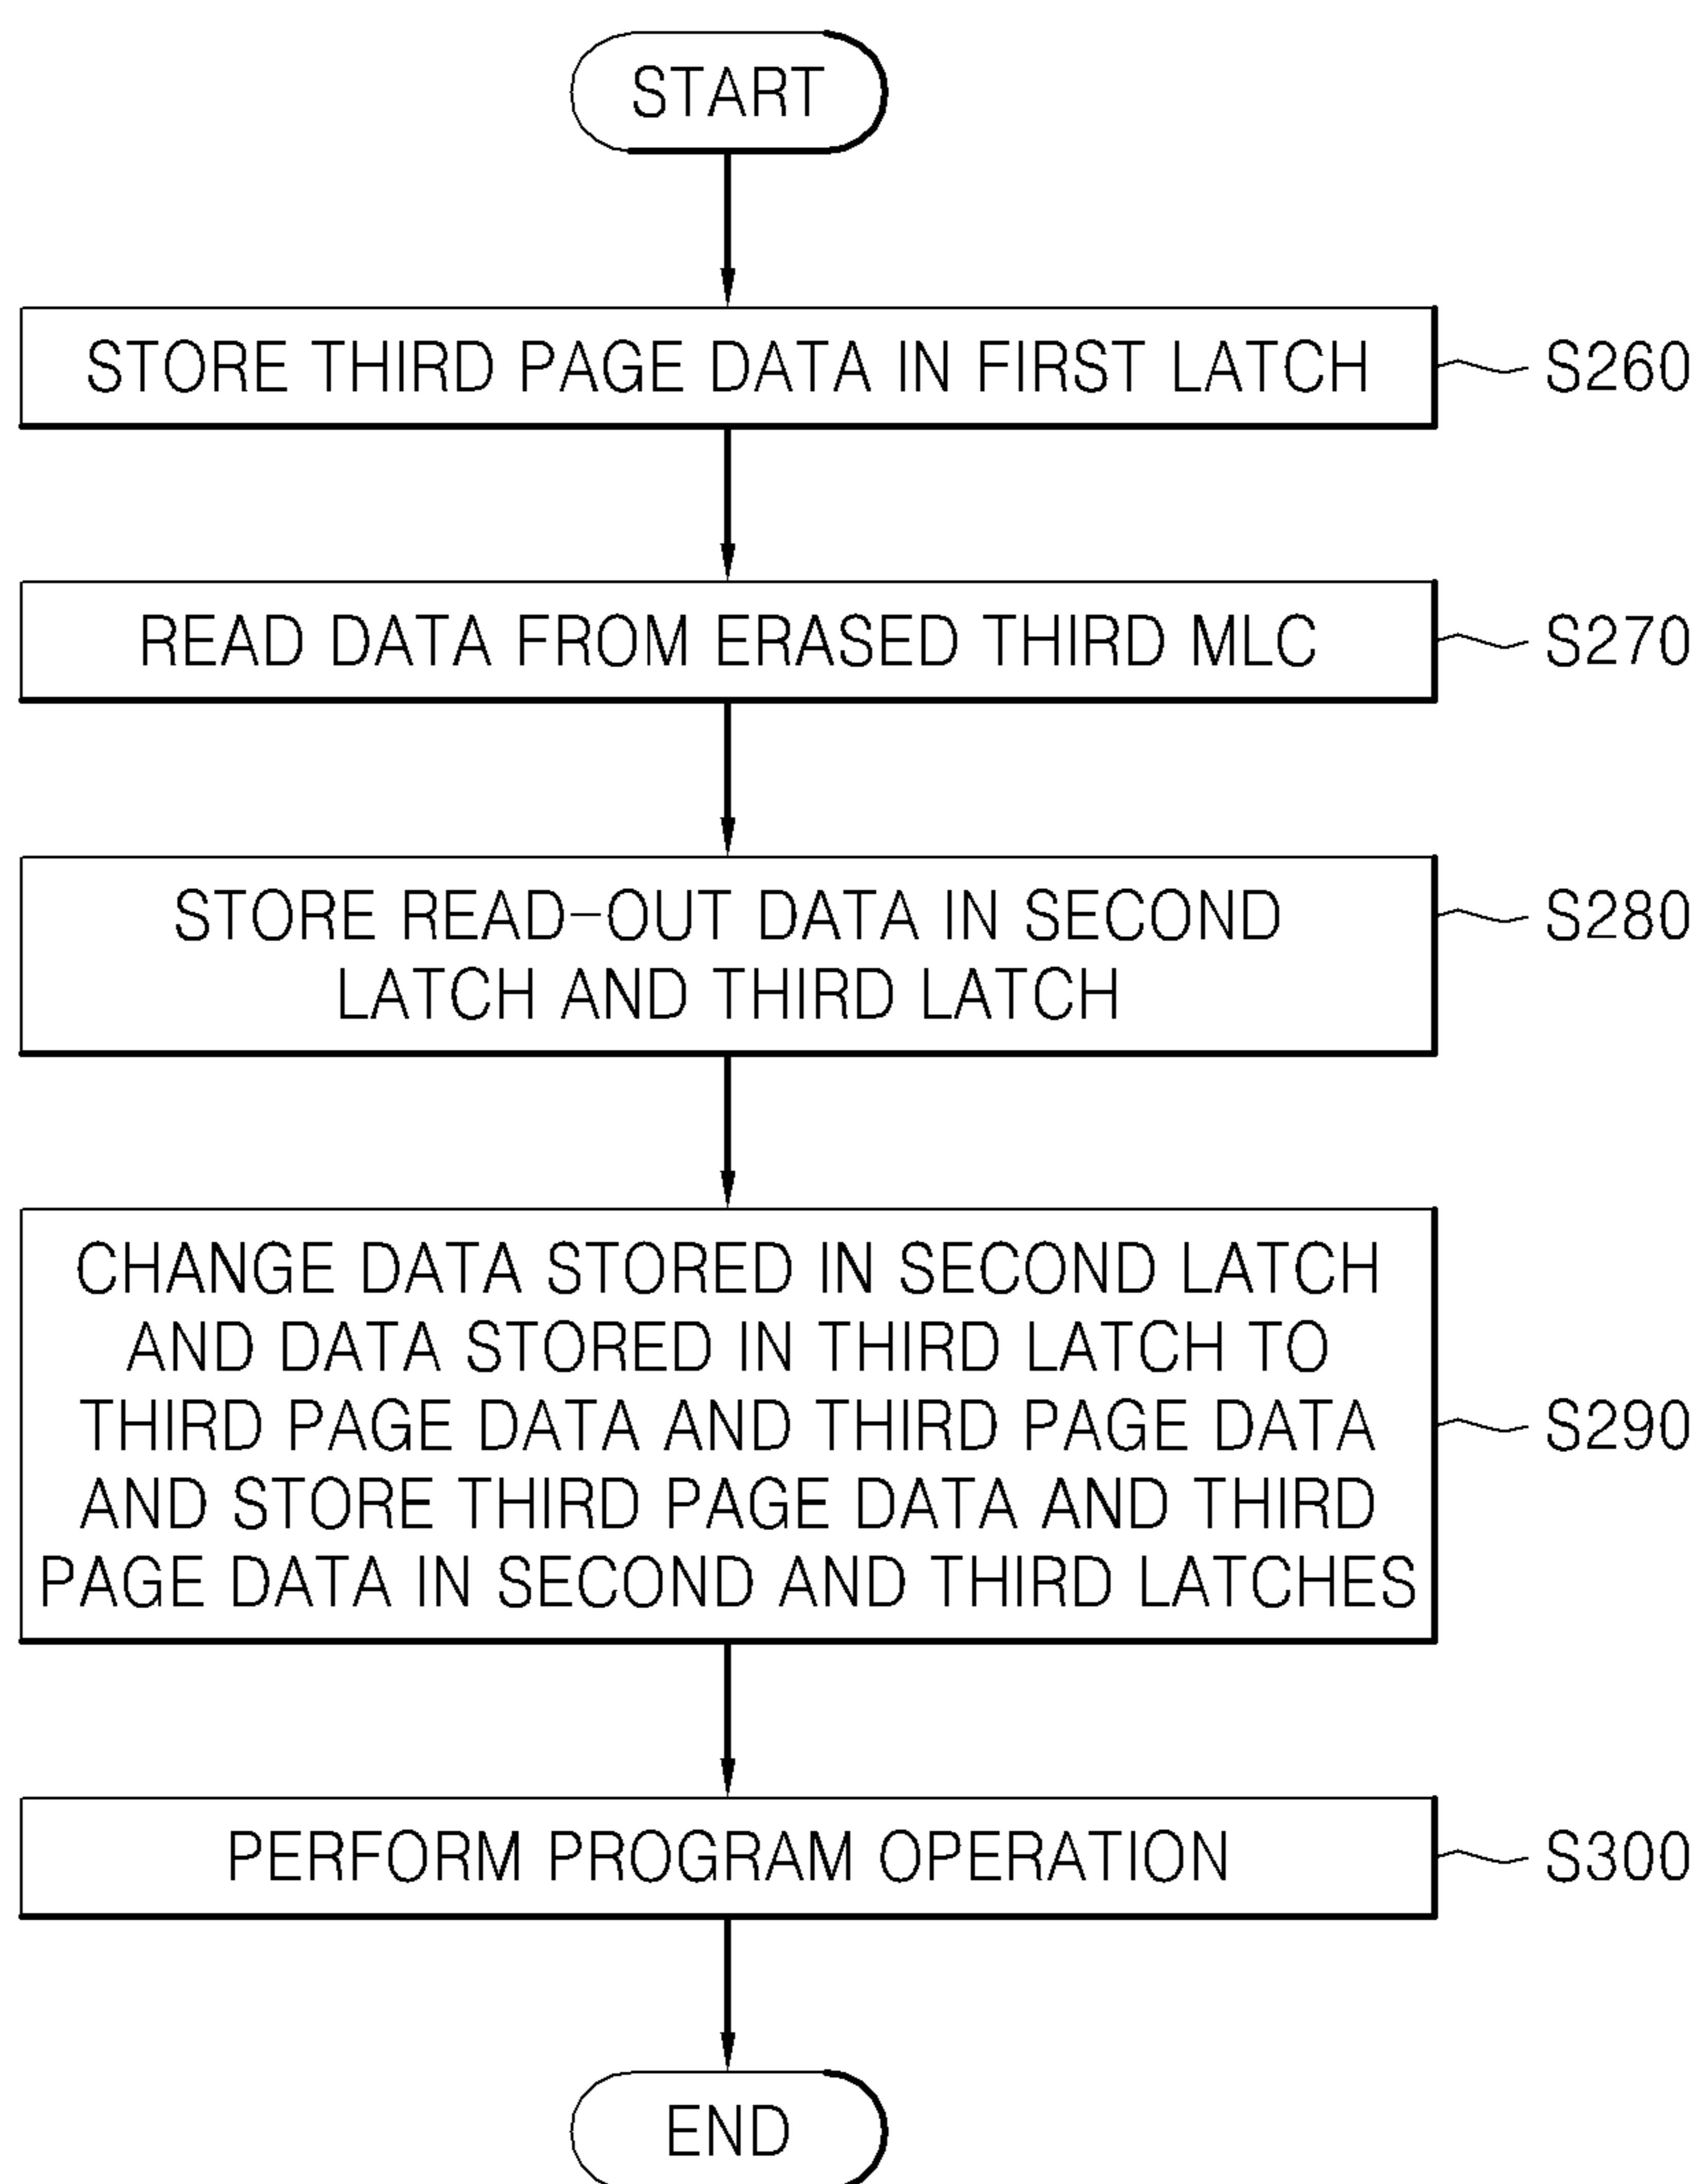 START
STORE THIRD PAGE DATA IN FIRST LATCH
S260
READ DATA FROM ERASED THIRD MLC
S270
STORE READ-OUT DATA IN SECOND
LATCH AND THIRD LATCH
S280
CHANGE DATA STORED IN SECOND LATCH
AND DATA STORED IN THIRD LATCH TO
THIRD PAGE DATA AND THIRD PAGE DATA
AND STORE THIRD PAGE DATA AND THIRD
PAGE DATA IN SECOND AND THIRD LATCHES
S290
PERFORM PROGRAM OPERATION
S300
END